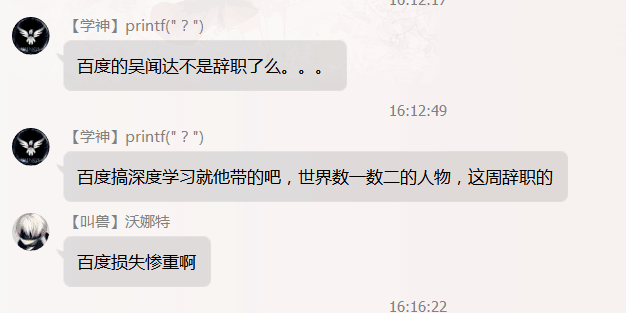 16:12:17
【学神】printf("？")
百度的吴闻达不是辞职了么。。。
16:12:49
【学神】printf("？")
百度搞深度学习就他带的吧，世界数一数二的人物，这周辞职的
【叫兽】沃娜特
百度损失惨重啊
16:16:22